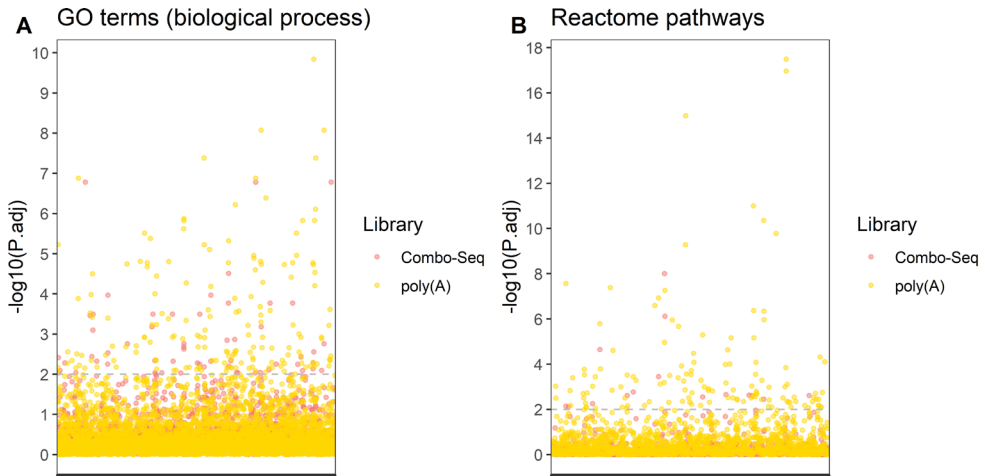 A
GO terms (biological process)
-log10(P.adj)
10
9
8
7
6
5
4
3
2
1
0
Library
Combo-Seq
poly(A)
B
Reactome pathways
-log10(P.adj)
18
16
14
12
10
8
6
4
2
0
Library
Combo-Seq
poly(A)